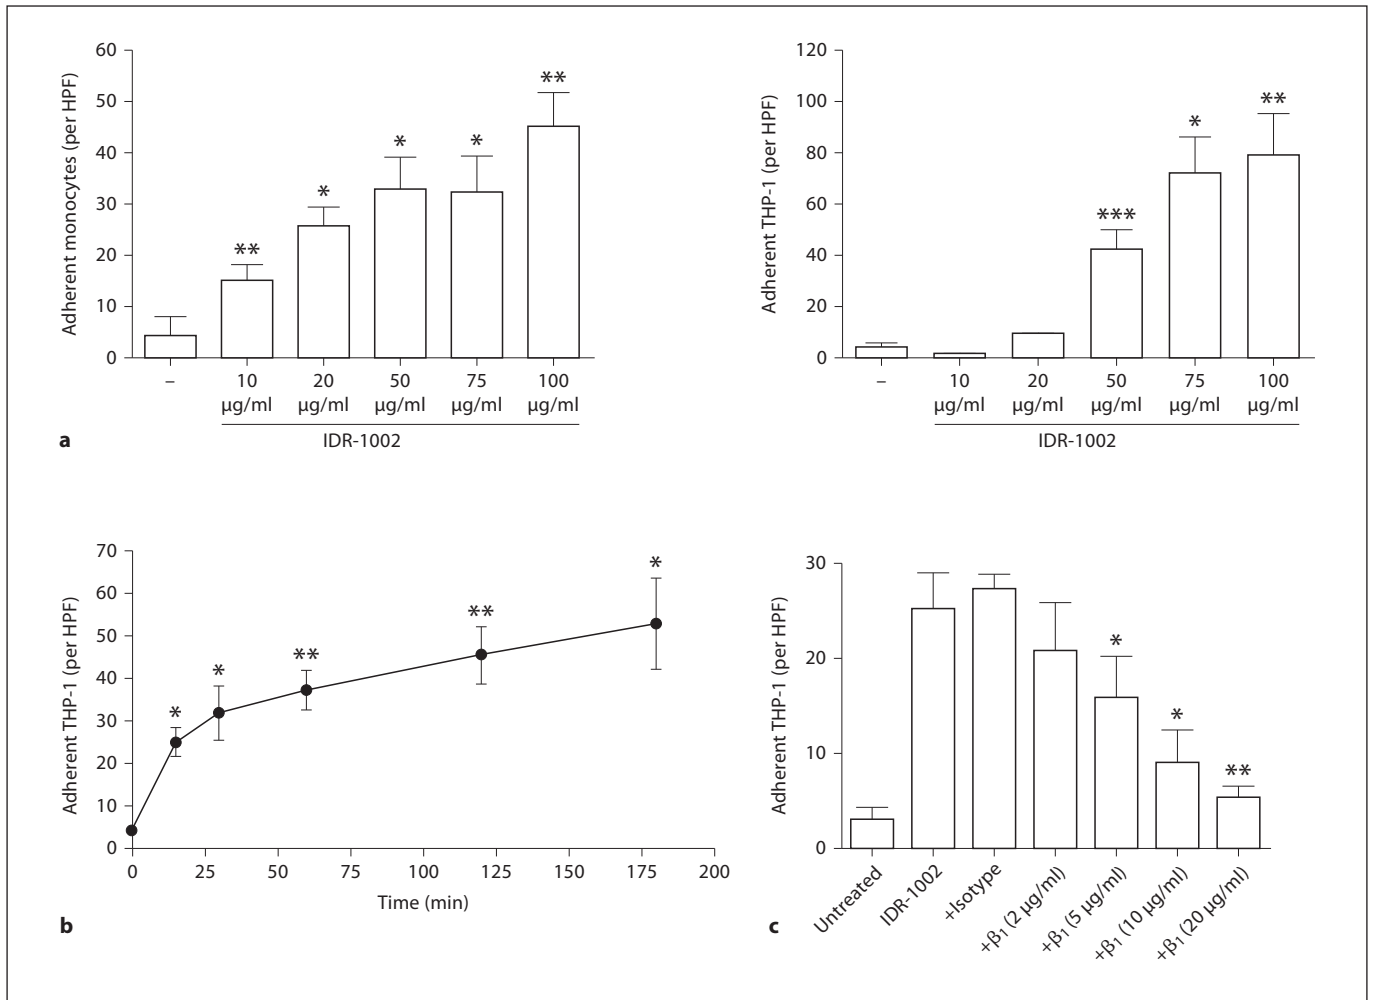 60
50
40
30
20
10
0
Adherent monocytes (per HPF)
**
*
*
*
**
– 10 20 50 75 100
µg/ml µg/ml µg/ml µg/ml µg/ml
IDR-1002
a
120
100
80
60
40
20
0
Adherent THP-1 (per HPF)
***
*
**
– 10 20 50 75 100
µg/ml µg/ml µg/ml µg/ml µg/ml
IDR-1002
70
60
50
40
30
20
10
0
Adherent THP-1 (per HPF)
*
*
**
**
*
0 25 50 75 100 125 150 175 200
Time (min)
b
30
20
10
0
Adherent THP-1 (per HPF)
*
*
**
Untreated
IDR-1002
+Isotype
+β₁ (2 µg/ml)
+β₁ (5 µg/ml)
+β₁ (10 µg/ml)
+β₁ (20 µg/ml)
c